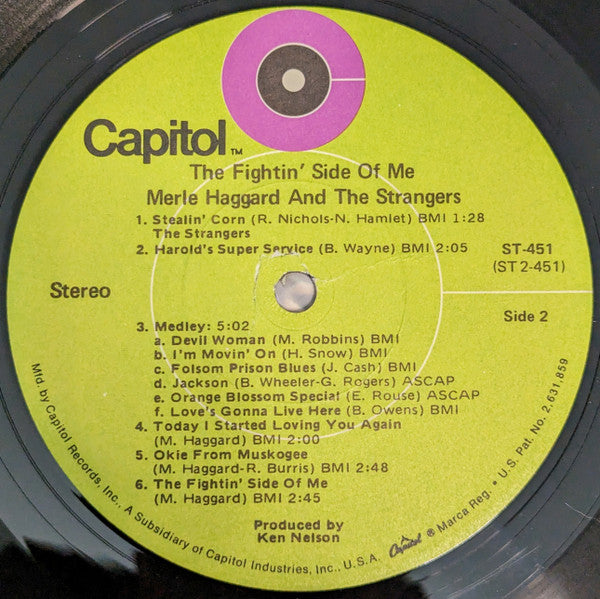 Capitol TM
The Fightin' Side Of Me
Merle Haggard And The Strangers
1. Stealin' Corn (R. Nichols-N. Hamlet) BMI 1:28
The Strangers
2. Harold's Super Service (B. Wayne) BMI 2:05
ST-451
(ST 2-451)
Stereo
Side 2
3. Medley: 5:02
a. Devil Woman (M. Robbins) BMI
b. I'm Movin' On (H. Snow) BMI
c. Folsom Prison Blues (J. Cash) BMI
d. Jackson (B. Wheeler-G. Rogers) ASCAP
e. Orange Blossom Special (E. Rouse) ASCAP
f. Love's Gonna Live Here (B. Owens) BMI
4. Today I Started Loving You Again
(M. Haggard) BMI 2:00
5. Okie From Muskogee
(M. Haggard-R. Burris) BMI 2:48
6. The Fightin' Side Of Me
(M. Haggard) BMI 2:45
Produced by
Ken Nelson
Mfd. by Capitol Records, Inc., A Subsidiary of Capitol Industries, Inc., U.S.A. Capitol ® Marca Reg. • U.S. Pat. No. 2,631,859